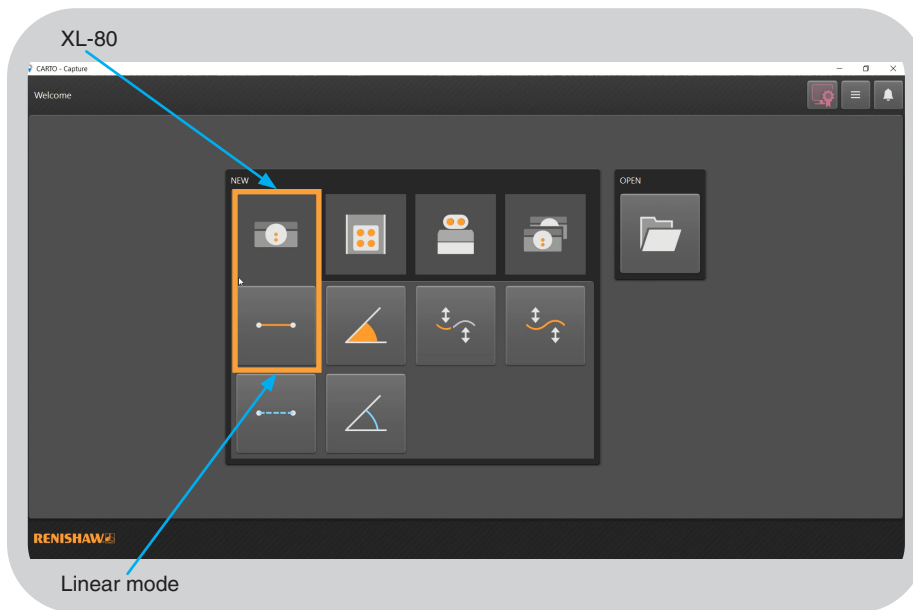 XL-80
CARTO - Capture
Welcome
NEW
OPEN
RENISHAW
Linear mode